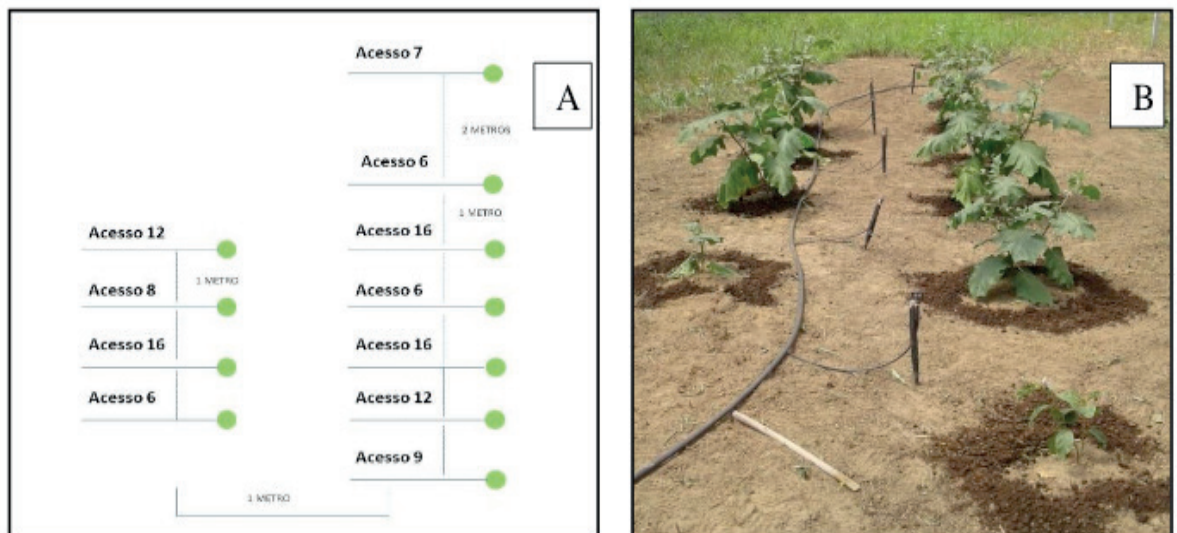 Acesso 7
A
2 METROS
Acesso 6
1 METRO
Acesso 12
Acesso 16
1 METRO
Acesso 8
Acesso 6
Acesso 16
Acesso 16
Acesso 6
Acesso 12
Acesso 9
1 METRO
B